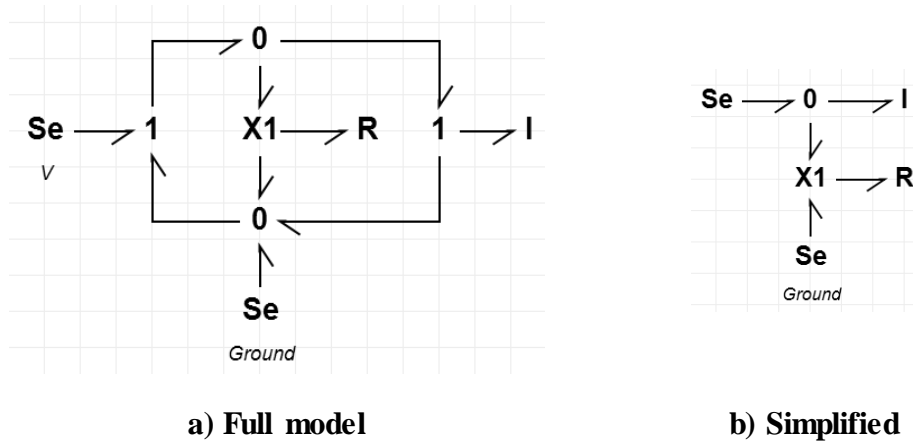 0
Se 1 X1 R 1 I
V
0
Se
Ground
a) Full model
Se 0 I
X1 R
Se
Ground
b) Simplified